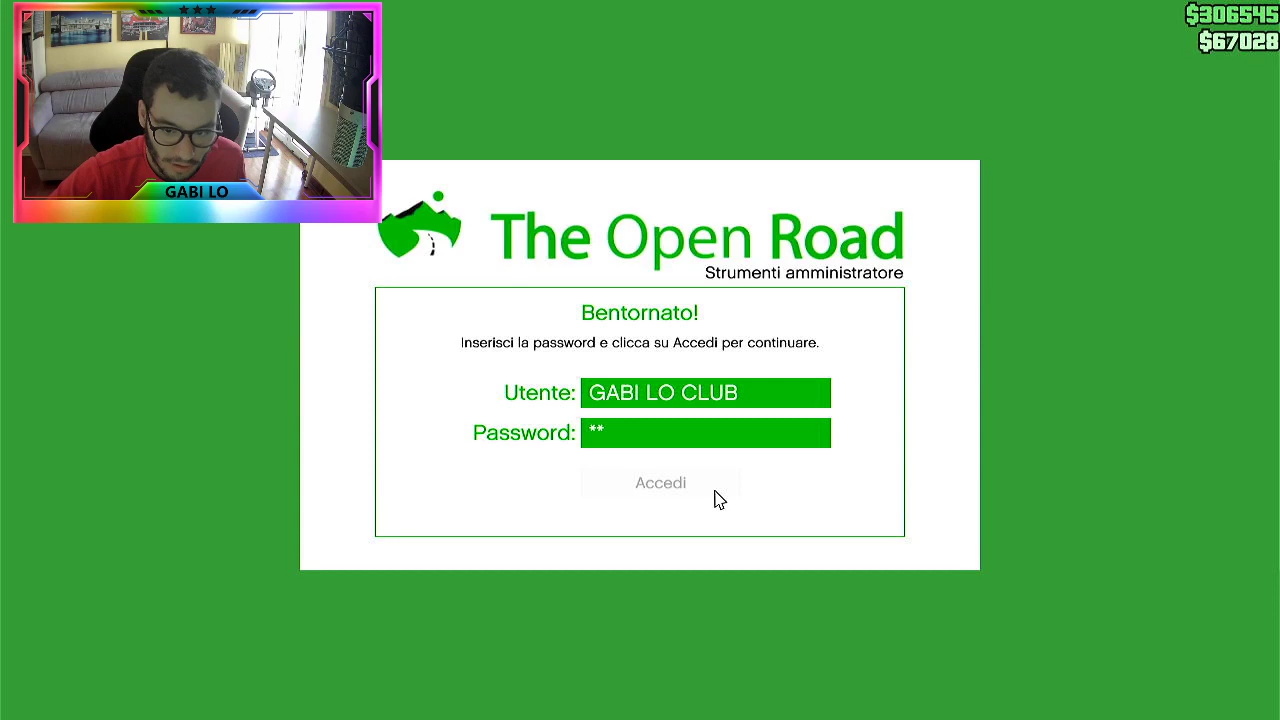 $306545
$67028
GABI LO
The Open Road
Strumenti amministratore
Bentornato!
Inserisci la password e clicca su Accedi per continuare.
Utente: GABI LO CLUB
Password: **
Accedi